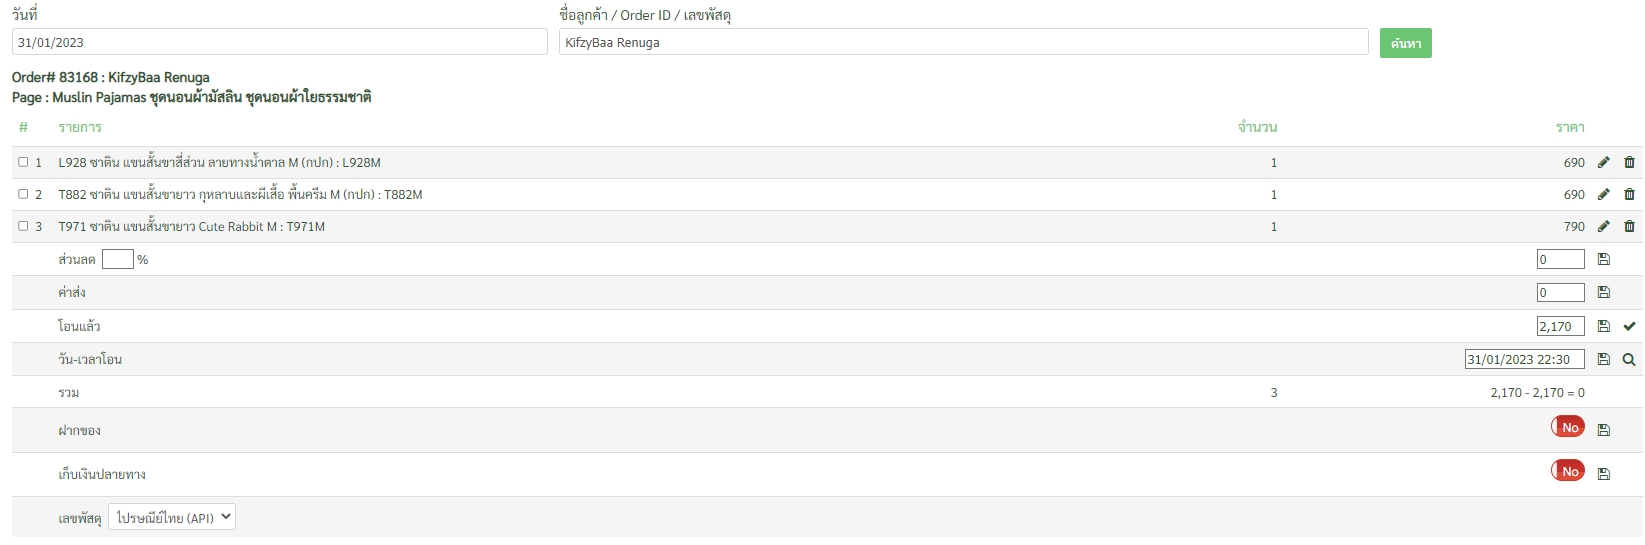 วันที่
ชื่อลูกค้า / Order ID / เลขพัสดุ
31/01/2023
KifzyBaa Renuga
ค้นหา
Order# 83168 : KifzyBaa Renuga
Page : Muslin Pajamas ชุดนอนผ้ามัสลิน ชุดนอนผ้าใยธรรมชาติ
# รายการ จำนวน ราคา
1 L928 ซาติน แขนสั้นขาสี่ส่วน ลายทางน้ำตาล M (กปก) : L928M 1 690
2 T882 ซาติน แขนสั้นขายาว กุหลาบและผีเสื้อ พื้นครีม M (กปก) : T882M 1 690
3 T971 ซาติน แขนสั้นขายาว Cute Rabbit M : T971M 1 790
ส่วนลด % 0
ค่าส่ง 0
โอนแล้ว 2,170
วัน-เวลาโอน 31/01/2023 22:30
รวม 3 2,170 - 2,170 = 0
ฝากของ No
เก็บเงินปลายทาง No
เลขพัสดุ ไปรษณีย์ไทย (API)